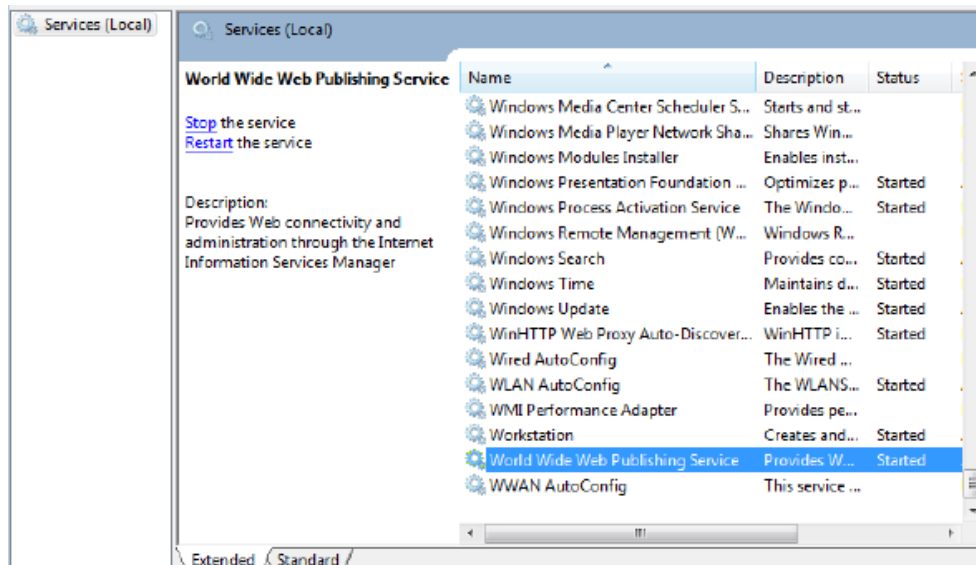 Services (Local)
Services (Local)
World Wide Web Publishing Service
Stop the service
Restart the service
Description:
Provides Web connectivity and
administration through the Internet
Information Services Manager
Name Description Status
Windows Media Center Scheduler S... Starts and st...
Windows Media Player Network Sha... Shares Win...
Windows Modules Installer Enables inst...
Windows Presentation Foundation ... Optimizes p... Started
Windows Process Activation Service The Windo... Started
Windows Remote Management (W... Windows R...
Windows Search Provides co... Started
Windows Time Maintains d... Started
Windows Update Enables the ... Started
WinHTTP Web Proxy Auto-Discover... WinHTTP i... Started
Wired AutoConfig The Wired ...
WLAN AutoConfig The WLANS... Started
WMI Performance Adapter Provides pe...
Workstation Creates and... Started
World Wide Web Publishing Service Provides W... Started
WWAN AutoConfig This service ...
Extended Standard